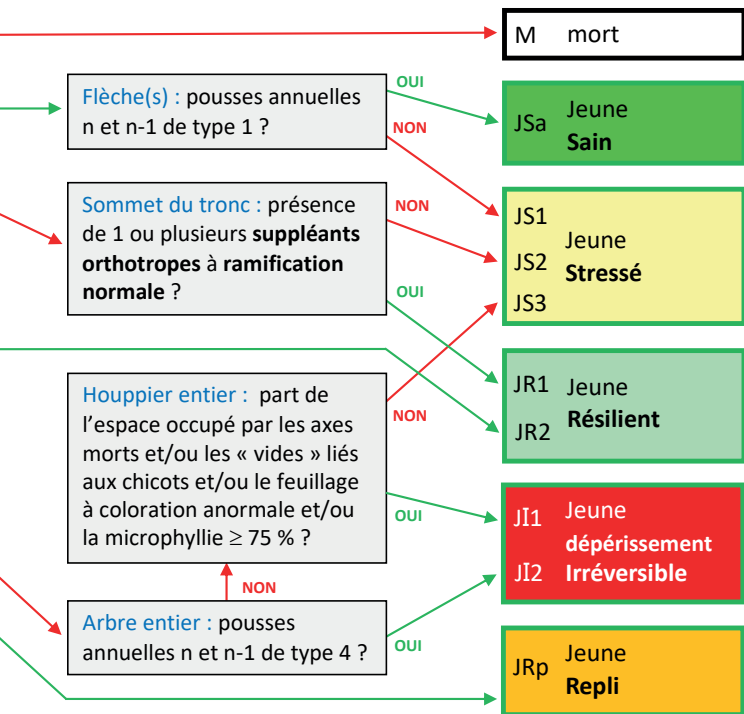 M mort
Flèche(s) : pousses annuelles
n et n-1 de type 1 ?
OUI
NON
JSa Jeune
Sain
Sommet du tronc : présence
de 1 ou plusieurs suppléants
orthotropes à ramification
normale ?
NON
OUI
JS1
JS2
JS3
Jeune
Stressé
JR1 Jeune
JR2 Résilient
Houppier entier : part de
l’espace occupé par les axes
morts et/ou les « vides » liés
aux chicots et/ou le feuillage
à coloration anormale et/ou
la microphyllie ≥ 75 % ?
NON
OUI
JĪ1 Jeune
dépérissement
JĪ2 Irréversible
NON
Arbre entier : pousses
annuelles n et n-1 de type 4 ?
OUI
JRp Jeune
Repli